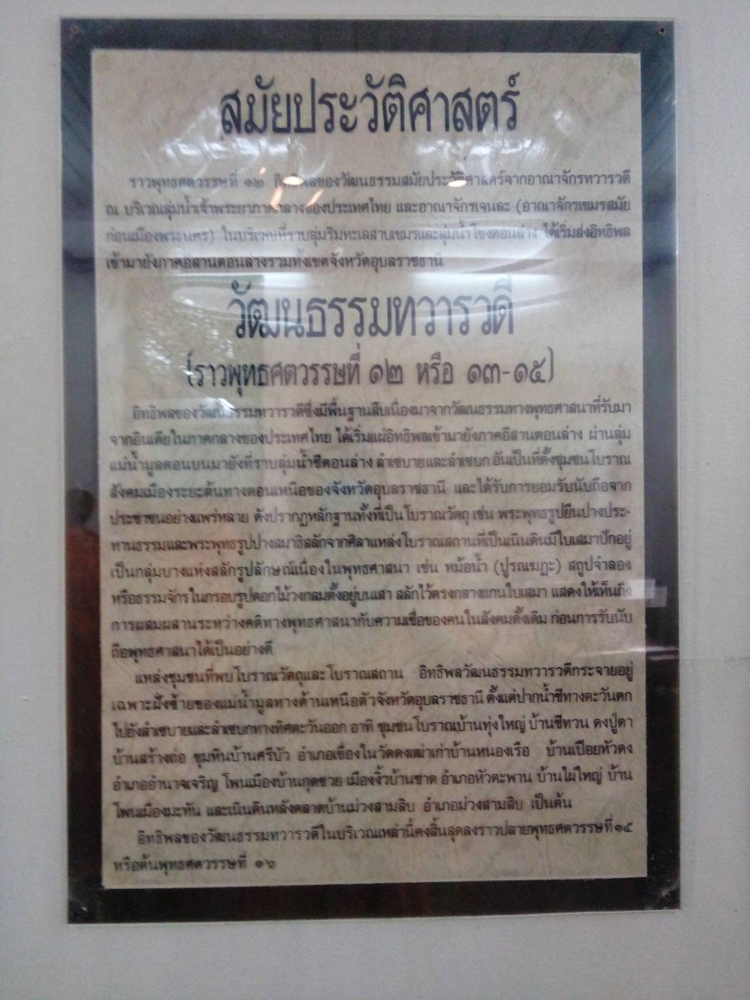 สมัยประวัติศาสตร์
ราวพุทธศตวรรษที่ ๑๒ อิทธิพลของวัฒนธรรมสมัยประวัติศาสตร์จากอาณาจักรทวารวดี
ณ บริเวณลุ่มน้ำเจ้าพระยาภาคกลางของประเทศไทย และอาณาจักรเจนละ (อาณาจักรเขมรสมัย
ก่อนเมืองพระนคร) ในบริเวณที่ราบลุ่มริมทะเลสาบเขมรและลุ่มน้ำโขงตอนล่าง ได้เริ่มส่งอิทธิพล
เข้ามายังภาคอีสานตอนล่างรวมทั้งเขตจังหวัดอุบลราชธานี
วัฒนธรรมทวารวดี
(ราวพุทธศตวรรษที่ ๑๒ หรือ ๑๓-๑๕)
อิทธิพลของวัฒนธรรมทวารวดีซึ่งมีพื้นฐานสืบเนื่องมาจากวัฒนธรรมทางพุทธศาสนาที่รับมา
จากอินเดียในภาคกลางของประเทศไทย ได้เริ่มแผ่อิทธิพลเข้ามายังภาคอีสานตอนล่าง ผ่านลุ่ม
แม่น้ำมูลตอนบนมายังที่ราบลุ่มน้ำชีตอนล่าง ลำเซบายและลำเซบก อันเป็นที่ตั้งชุมชนโบราณ
สังคมเมืองระยะต้นทางตอนเหนือของจังหวัดอุบลราชธานี และได้รับการยอมรับนับถือจาก
ประชาชนอย่างแพร่หลาย ดังปรากฏหลักฐานทั้งที่เป็นโบราณวัตถุ เช่น พระพุทธรูปยืนปางประ-
ทานธรรมและพระพุทธรูปปางสมาธิสลักจากศิลาแหล่งโบราณสถานที่เป็นเนินดินมีใบเสมาปักอยู่
เป็นกลุ่มบางแห่งสลักรูปลักษณ์เนื่องในพุทธศาสนา เช่น หม้อน้ำ (ปูรณฆฏะ) สถูปจำลอง
หรือธรรมจักรในกรอบรูปดอกไม้วงกลมตั้งอยู่บนเสา สลักไว้ตรงกลางแกนใบเสมา แสดงให้เห็นถึง
การผสมผสานระหว่างคติทางพุทธศาสนากับความเชื่อของคนในสังคมดั้งเดิม ก่อนการรับนับ
ถือพุทธศาสนาได้เป็นอย่างดี
แหล่งชุมชนที่พบโบราณวัตถุและโบราณสถาน อิทธิพลวัฒนธรรมทวารวดีกระจายอยู่
เฉพาะฝั่งซ้ายของแม่น้ำมูลทางด้านเหนือตัวจังหวัดอุบลราชธานี ตั้งแต่ปากน้ำชีทางตะวันตก
ไปยังลำเซบายและลำเซบกทางทิศตะวันออก อาทิ ชุมชนโบราณบ้านทุ่งใหญ่ บ้านชีทวน ดงปู่ตา
บ้านสร้างถ่อ ชุมหินบ้านศรีบัว อำเภอเขื่องใน วัดดงเฒ่าเก่าบ้านหนองเรือ บ้านเปือยหัวดง
อำเภออำนาจเจริญ โพนเมืองบ้านกุดซวย เมืองงิ้วบ้านชาด อำเภอหัวตะพาน บ้านไผ่ใหญ่ บ้าน
โพนเมืองมะทัน และเนินดินหลังตลาดบ้านม่วงสามสิบ อำเภอม่วงสามสิบ เป็นต้น
อิทธิพลของวัฒนธรรมทวารวดีในบริเวณเหล่านี้คงสิ้นสุดลงราวปลายพุทธศตวรรษที่ ๑๕
หรือต้นพุทธศตวรรษที่ ๑๖